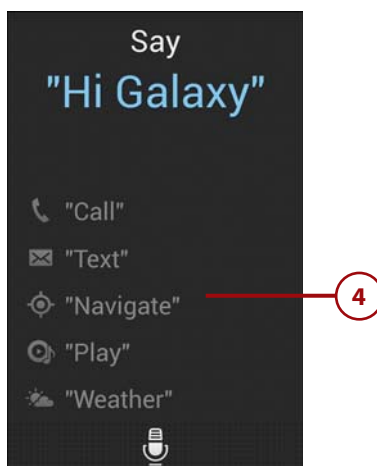 Say
"Hi Galaxy"
"Call"
"Text"
"Navigate"
4
"Play"
"Weather"